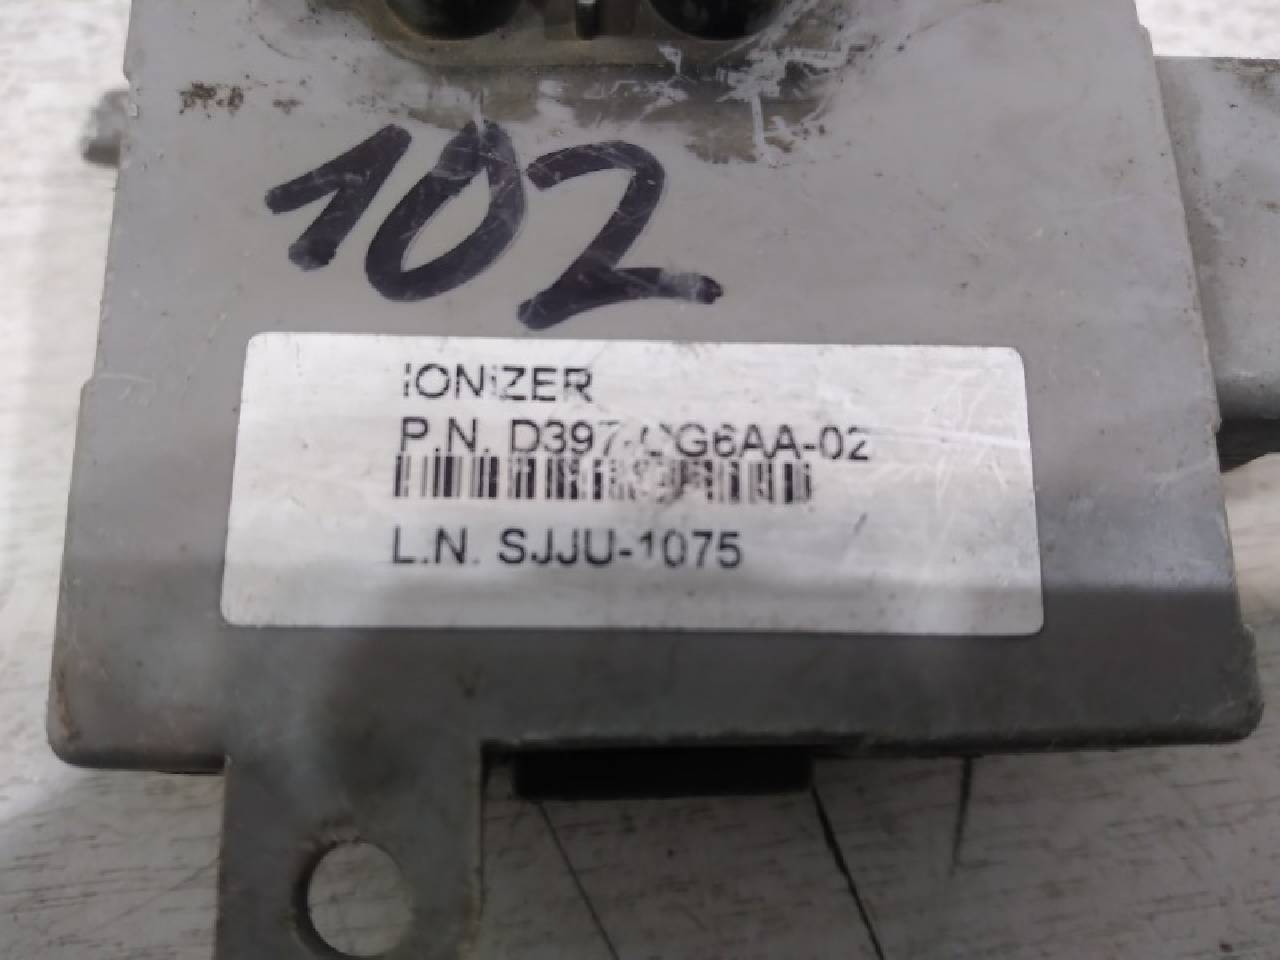 102
IONIZER
P.N.
L.N. SJJU-1075